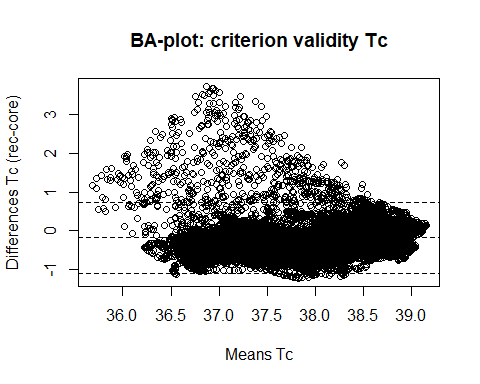 BA-plot: criterion validity Tc
Differences Tc (rec-core)
3
2
1
0
-1
36.0 36.5 37.0 37.5 38.0 38.5 39.0
Means Tc